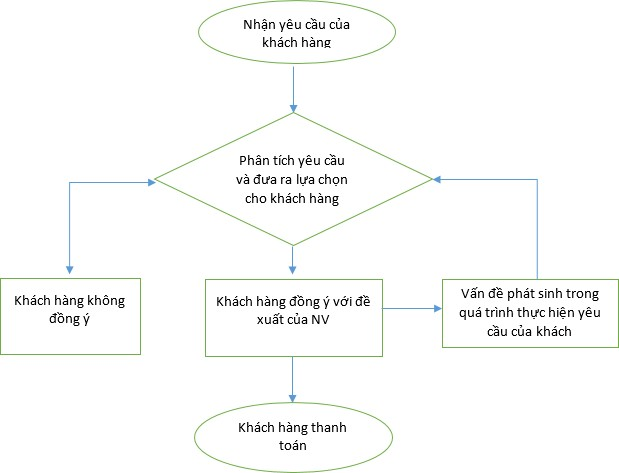 Nhận yêu cầu của
khách hàng
Phân tích yêu cầu
và đưa ra lựa chọn
cho khách hàng
Khách hàng không
đồng ý
Khách hàng đồng ý với đề
xuất của NV
Vấn đề phát sinh trong
quá trình thực hiện yêu
cầu của khách
Khách hàng thanh
toán